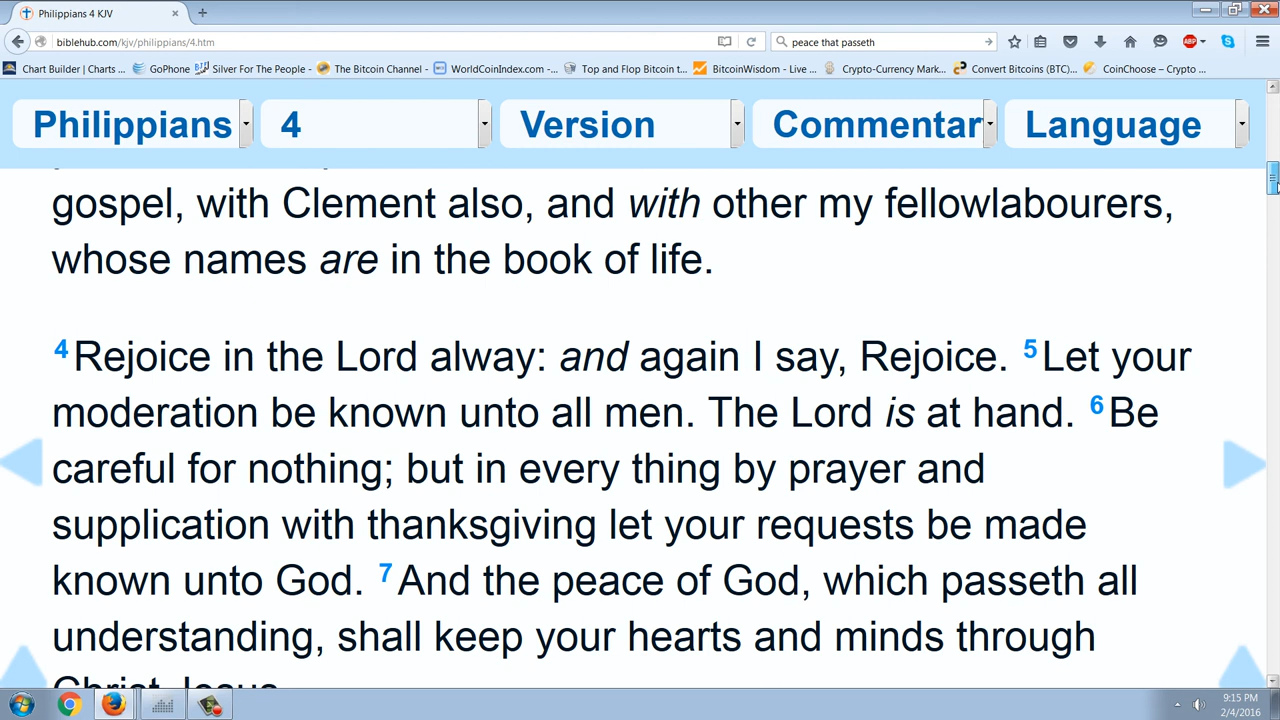 Philippians 4 KJV
biblehub.com/kjv/philippians/4.htm
peace that passeth
ABP
Chart Builder | Charts ...
GoPhone
Silver For The People -
The Bitcoin Channel -
WorldCoinIndex.com -...
Top and Flop Bitcoin t...
BitcoinWisdom - Live ...
Crypto-Currency Mark...
Convert Bitcoins (BTC)...
CoinChoose – Crypto ...
Philippians
4
Version
Commentar
Language
gospel, with Clement also, and with other my fellowlabourers,
whose names are in the book of life.
4 Rejoice in the Lord alway: and again I say, Rejoice. 5 Let your
moderation be known unto all men. The Lord is at hand. 6 Be
careful for nothing; but in every thing by prayer and
supplication with thanksgiving let your requests be made
known unto God. 7 And the peace of God, which passeth all
understanding, shall keep your hearts and minds through
Christ Jesus
9:15 PM
2/4/2016